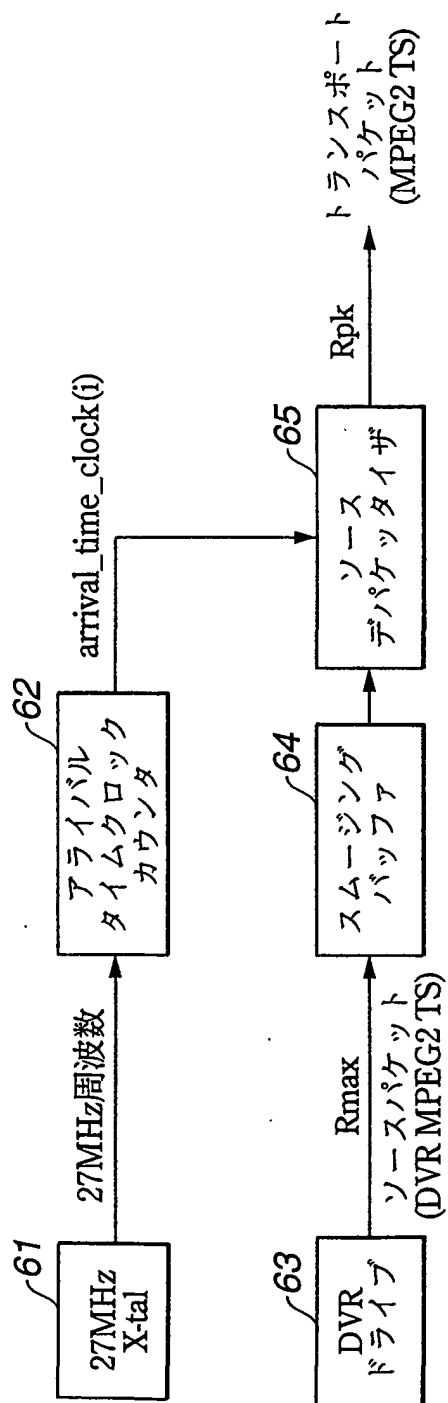 61
27MHz
X-tal
27MHz周波数
62
アライバル
タイムクロック
カウンタ
arrival_time_clock(i)
63
DVR
ドライブ
Rmax
ソースパケット
(DVR MPEG2 TS)
64
スムージング
バッファ
65
ソース
デパケッタイザ
Rpk
トランスポート
パケット
(MPEG2 TS)